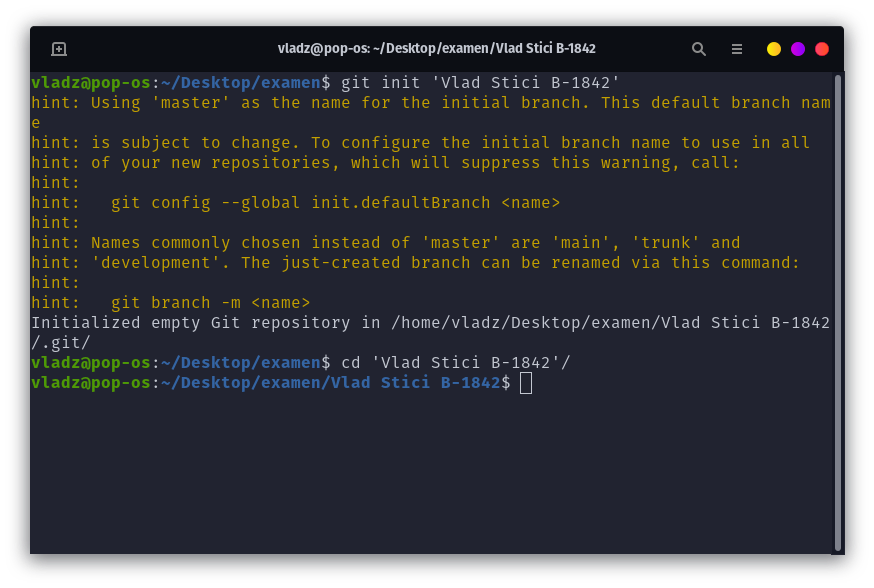 vladz@pop-os: ~/Desktop/examen/Vlad Stici B-1842
vladz@pop-os:~/Desktop/examen$ git init 'Vlad Stici B-1842'
hint: Using 'master' as the name for the initial branch. This default branch nam
e
hint: is subject to change. To configure the initial branch name to use in all
hint: of your new repositories, which will suppress this warning, call:
hint:
hint:   git config --global init.defaultBranch <name>
hint:
hint: Names commonly chosen instead of 'master' are 'main', 'trunk' and
hint: 'development'. The just-created branch can be renamed via this command:
hint:
hint:   git branch -m <name>
Initialized empty Git repository in /home/vladz/Desktop/examen/Vlad Stici B-1842
/.git/
vladz@pop-os:~/Desktop/examen$ cd 'Vlad Stici B-1842'/
vladz@pop-os:~/Desktop/examen/Vlad Stici B-1842$